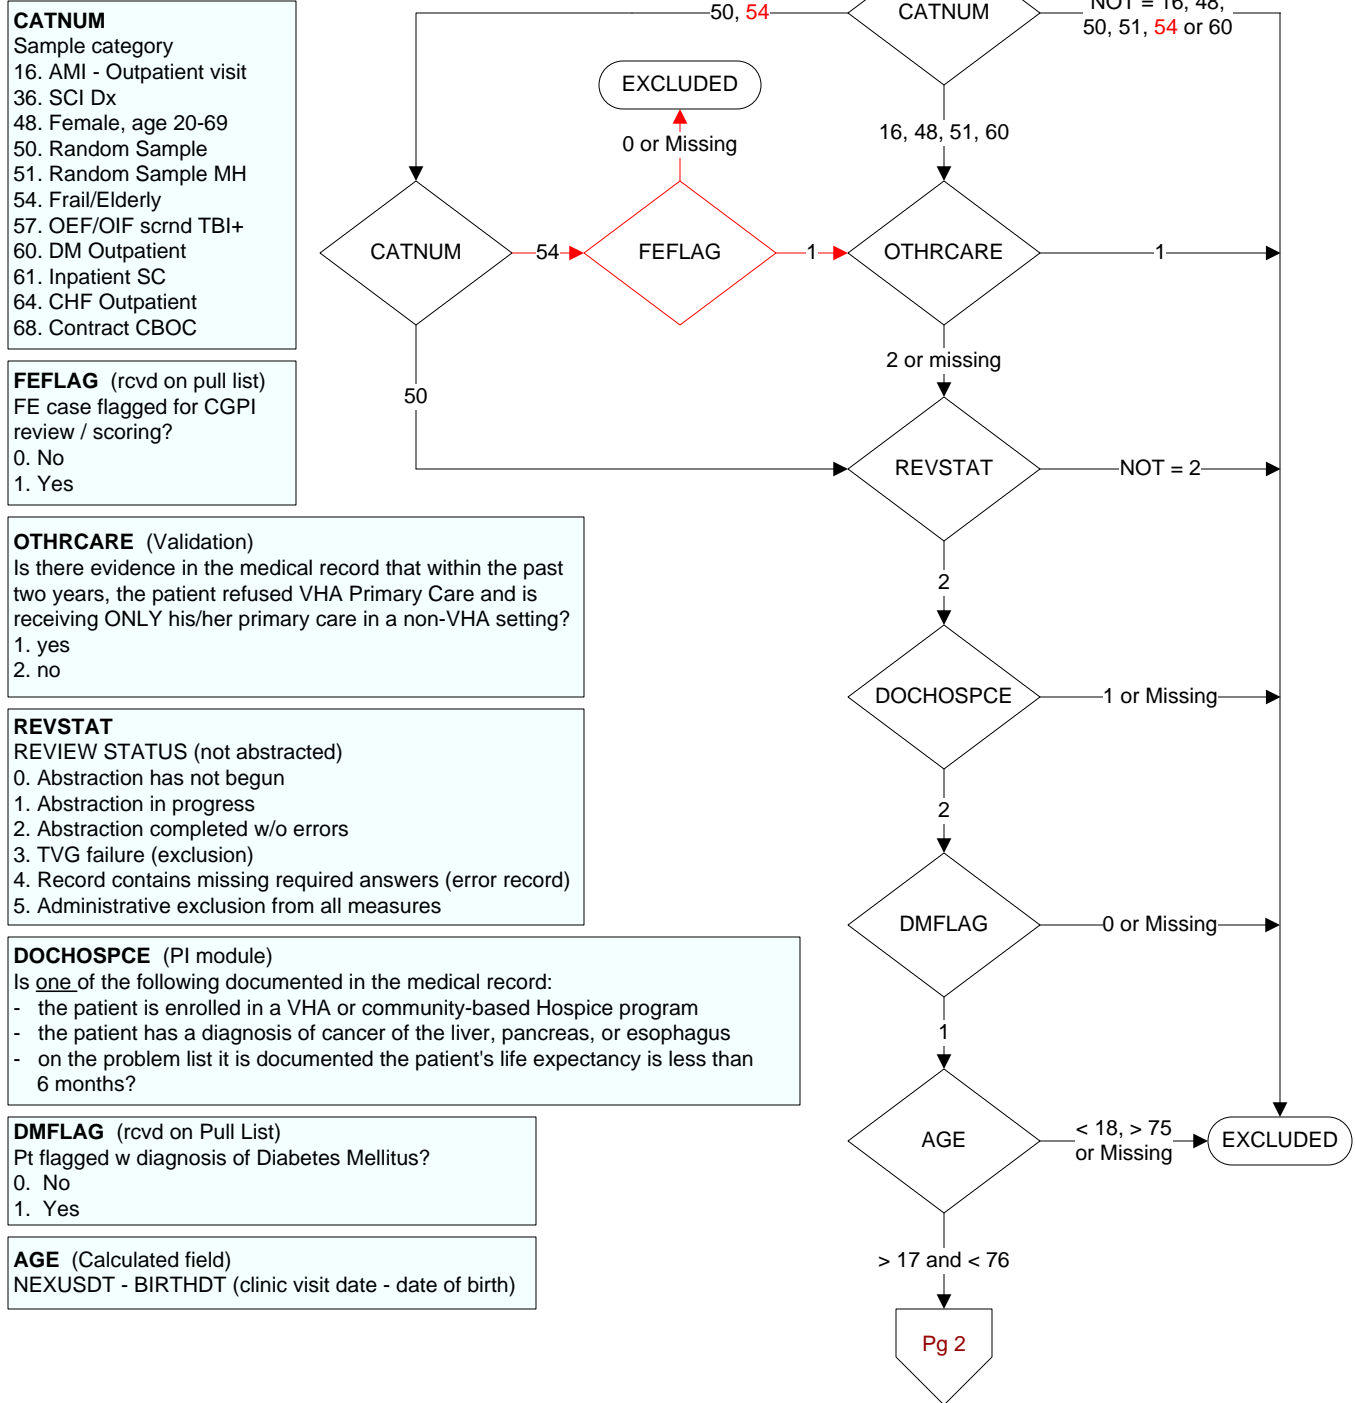 CATNUM
Sample category
16. AMI - Outpatient visit
36. SCI Dx
48. Female, age 20-69
50. Random Sample
51. Random Sample MH
54. Frail/Elderly
57. OEF/OIF scrnd TBI+
60. DM Outpatient
61. Inpatient SC
64. CHF Outpatient
68. Contract CBOC
FEFLAG (rcvd on pull list)
FE case flagged for CGPI
review / scoring?
0. No
1. Yes
OTHRCARE (Validation)
Is there evidence in the medical record that within the past
two years, the patient refused VHA Primary Care and is
receiving ONLY his/her primary care in a non-VHA setting?
1. yes
2. no
REVSTAT
REVIEW STATUS (not abstracted)
0. Abstraction has not begun
1. Abstraction in progress
2. Abstraction completed w/o errors
3. TVG failure (exclusion)
4. Record contains missing required answers (error record)
5. Administrative exclusion from all measures
DOCHOSPCE (PI module)
Is one of the following documented in the medical record:
- the patient is enrolled in a VHA or community-based Hospice program
- the patient has a diagnosis of cancer of the liver, pancreas, or esophagus
- on the problem list it is documented the patient's life expectancy is less than
6 months?
DMFLAG (rcvd on Pull List)
Pt flagged w diagnosis of Diabetes Mellitus?
0. No
1. Yes
AGE (Calculated field)
NEXUSDT - BIRTHDT (clinic visit date - date of birth)
50, 54
CATNUM
NOT = 16, 48,
50, 51, 54 or 60
EXCLUDED
0 or Missing
16, 48, 51, 60
CATNUM
54
FEFLAG
1
OTHRCARE
1
2 or missing
50
REVSTAT
NOT = 2
2
DOCHOSPCE
1 or Missing
2
DMFLAG
0 or Missing
1
AGE
< 18, > 75
or Missing
EXCLUDED
> 17 and < 76
Pg 2